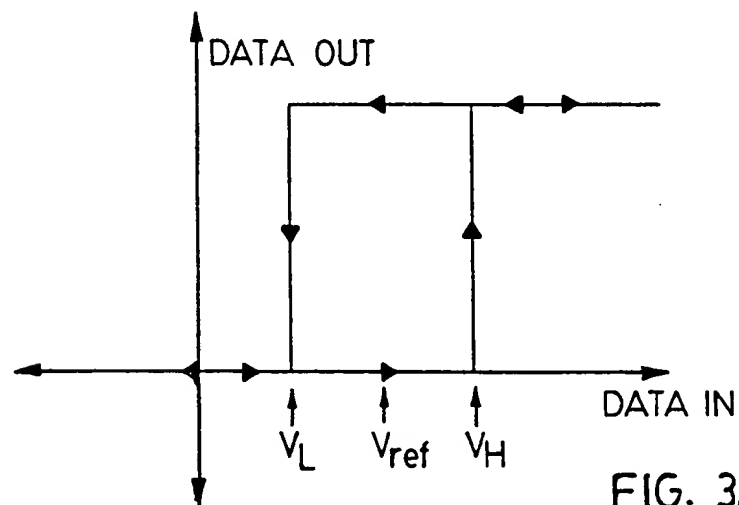 DATA OUT
DATA IN
V_L V_ref V_H
FIG. 3.